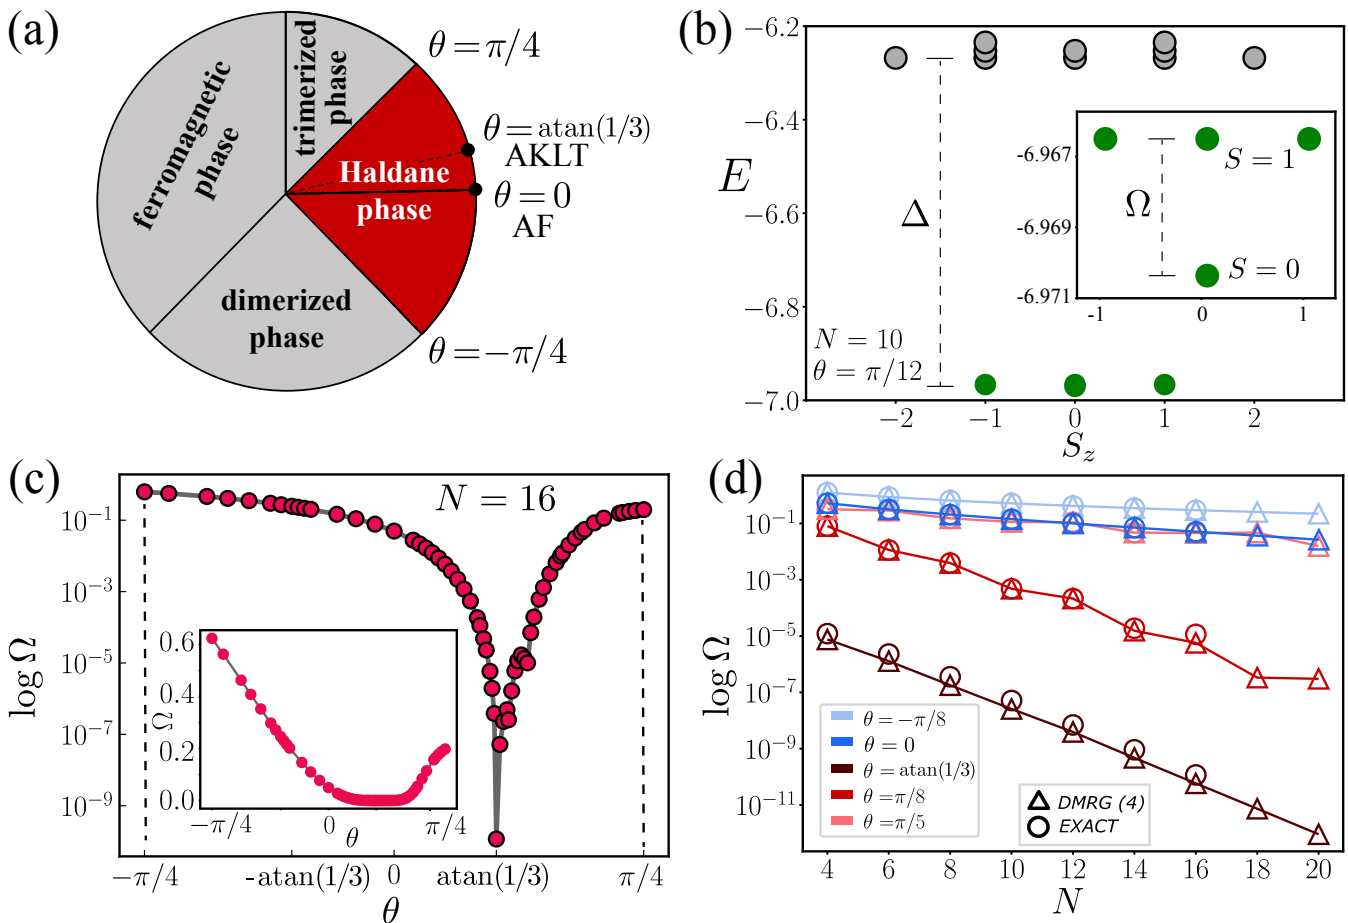 (a)
θ = π/4
θ = atan(1/3)
AKLT
θ = 0
AF
θ = −π/4
ferromagnetic
phase
trimerized
phase
Haldane
phase
dimerized
phase
(b)
E
−6.2
−6.4
−6.6
−6.8
−7.0
Δ
N = 10
θ = π/12
−2
−1
0
1
2
S_z
-6.967
-6.969
-6.971
S = 1
Ω
S = 0
-1
0
1
(c)
N = 16
log Ω
10⁻¹
10⁻³
10⁻⁵
10⁻⁷
10⁻⁹
0.6
0.4
Ω
0.2
0.0
−π/4
0
θ
π/4
−π/4
-atan(1/3)
0
atan(1/3)
π/4
θ
(d)
log Ω
10⁻¹
10⁻³
10⁻⁵
10⁻⁷
10⁻⁹
10⁻¹¹
θ = −π/8
θ = 0
θ = atan(1/3)
θ = π/8
θ = π/5
DMRG (4)
EXACT
4
6
8
10
12
14
16
18
20
N